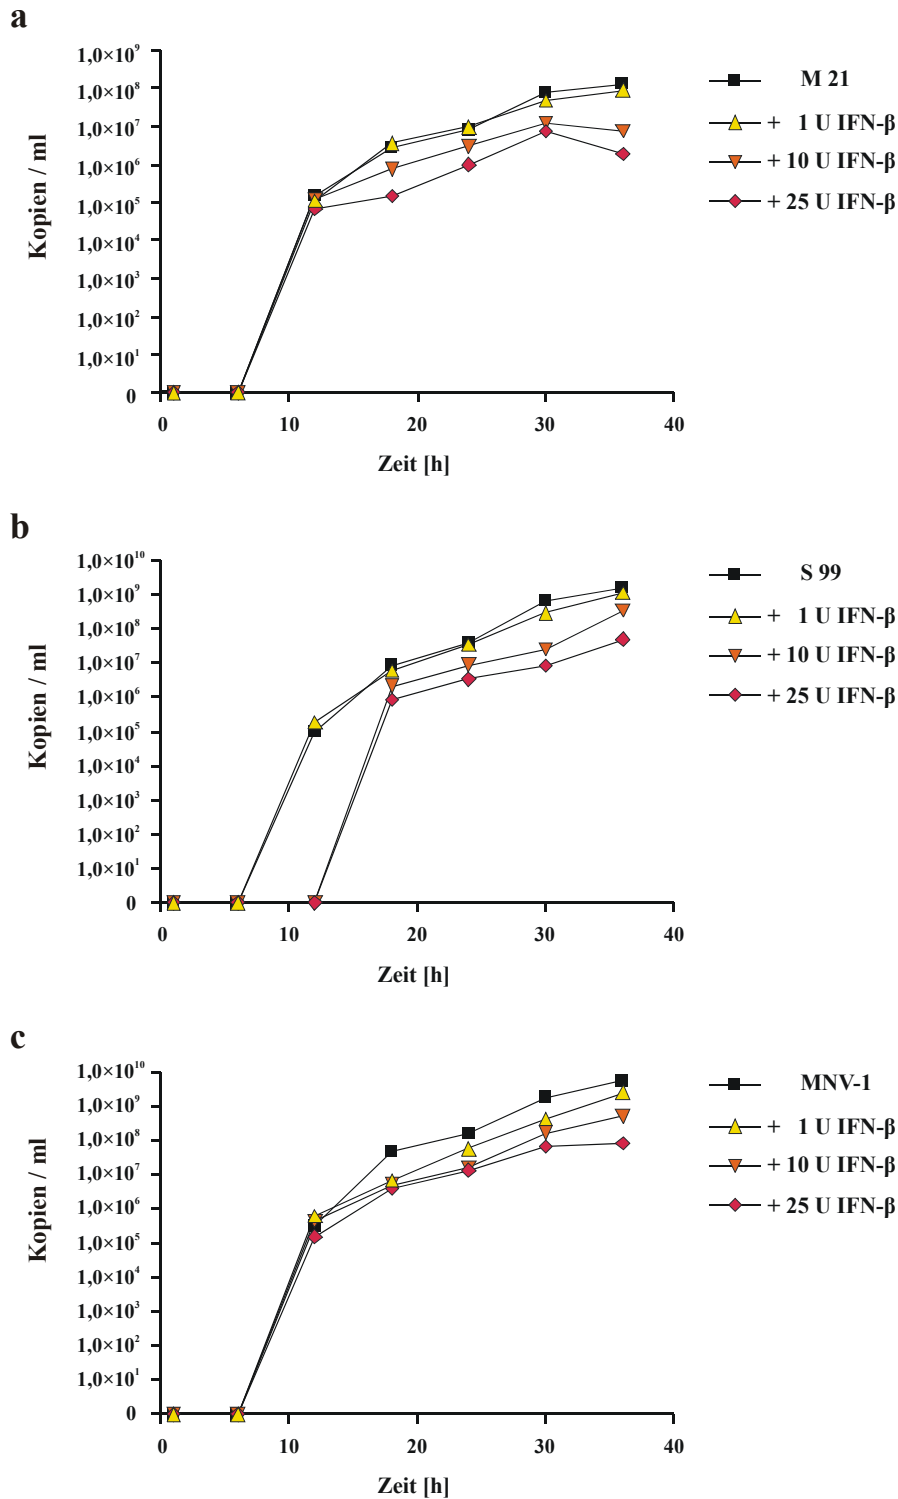 a
1,0×10⁹
1,0×10⁸
1,0×10⁷
1,0×10⁶
1,0×10⁵
1,0×10⁴
1,0×10³
1,0×10²
1,0×10¹
0
Kopien / ml
0 10 20 30 40
Zeit [h]
M 21
+ 1 U IFN-β
+ 10 U IFN-β
+ 25 U IFN-β
b
1,0×10¹⁰
1,0×10⁹
1,0×10⁸
1,0×10⁷
1,0×10⁶
1,0×10⁵
1,0×10⁴
1,0×10³
1,0×10²
1,0×10¹
0
Kopien / ml
0 10 20 30 40
Zeit [h]
S 99
+ 1 U IFN-β
+ 10 U IFN-β
+ 25 U IFN-β
c
1,0×10¹⁰
1,0×10⁹
1,0×10⁸
1,0×10⁷
1,0×10⁶
1,0×10⁵
1,0×10⁴
1,0×10³
1,0×10²
1,0×10¹
0
Kopien / ml
0 10 20 30 40
Zeit [h]
MNV-1
+ 1 U IFN-β
+ 10 U IFN-β
+ 25 U IFN-β